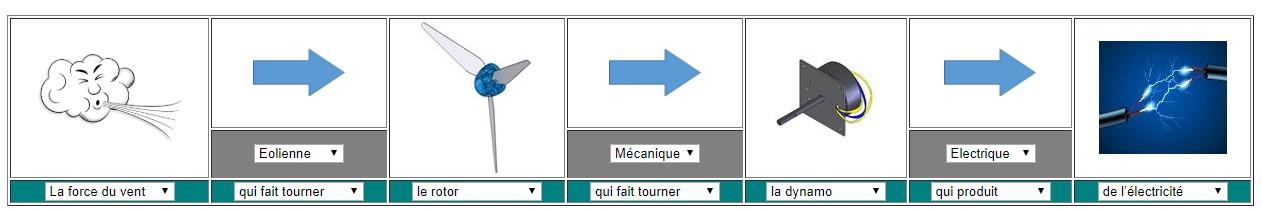 Eolienne
Mécanique
Electrique
La force du vent
qui fait tourner
le rotor
qui fait tourner
la dynamo
qui produit
de l'électricité